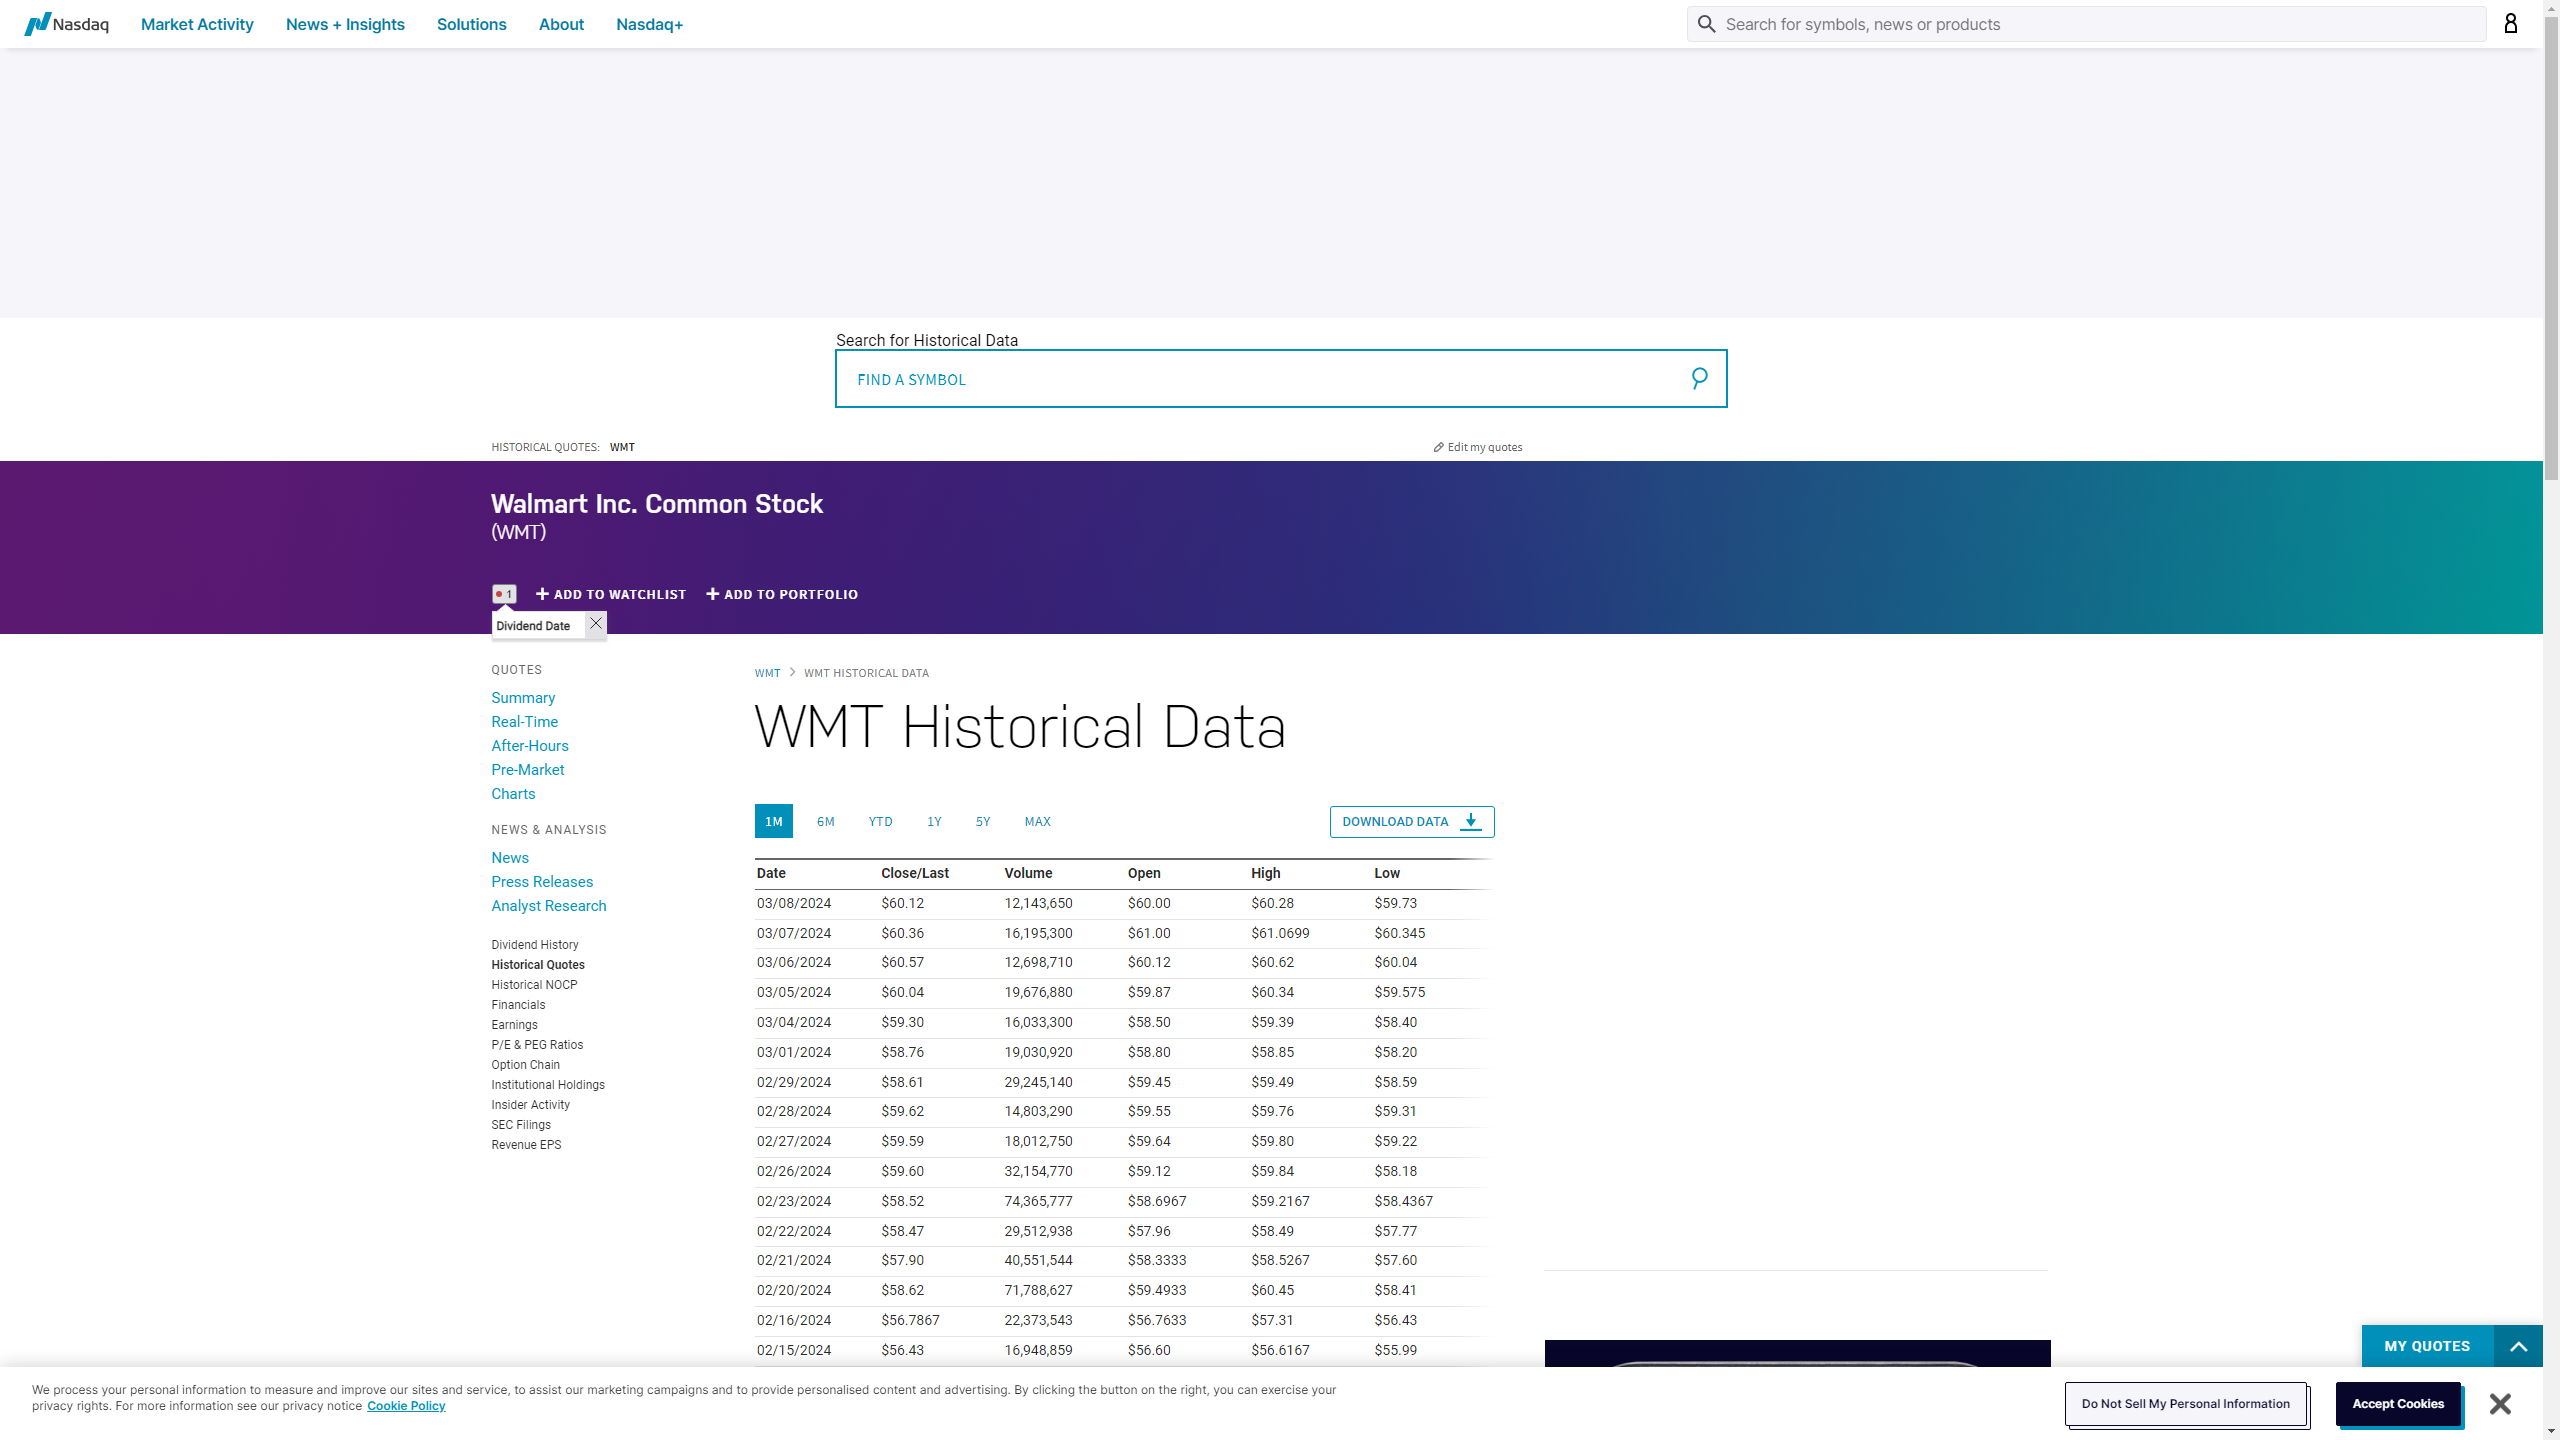 Nasdaq Market Activity News + Insights Solutions About Nasdaq+ Search for symbols, news or products
Search for Historical Data
FIND A SYMBOL
HISTORICAL QUOTES: WMT Edit my quotes
Walmart Inc. Common Stock
(WMT)
1 ADD TO WATCHLIST ADD TO PORTFOLIO
Dividend Date
QUOTES
Summary
Real-Time
After-Hours
Pre-Market
Charts
NEWS & ANALYSIS
News
Press Releases
Analyst Research
Dividend History
Historical Quotes
Historical NOCP
Financials
Earnings
P/E & PEG Ratios
Option Chain
Institutional Holdings
Insider Activity
SEC Filings
Revenue EPS
WMT > WMT HISTORICAL DATA
WMT Historical Data
1M 6M YTD 1Y 5Y MAX DOWNLOAD DATA
Date Close/Last Volume Open High Low
03/08/2024 $60.12 12,143,650 $60.00 $60.28 $59.73
03/07/2024 $60.36 16,195,300 $61.00 $61.0699 $60.345
03/06/2024 $60.57 12,698,710 $60.12 $60.62 $60.04
03/05/2024 $60.04 19,676,880 $59.87 $60.34 $59.575
03/04/2024 $59.30 16,033,300 $58.50 $59.39 $58.40
03/01/2024 $58.76 19,030,920 $58.80 $58.85 $58.20
02/29/2024 $58.61 29,245,140 $59.45 $59.49 $58.59
02/28/2024 $59.62 14,803,290 $59.55 $59.76 $59.31
02/27/2024 $59.59 18,012,750 $59.64 $59.80 $59.22
02/26/2024 $59.60 32,154,770 $59.12 $59.84 $58.18
02/23/2024 $58.52 74,365,777 $58.6967 $59.2167 $58.4367
02/22/2024 $58.47 29,512,938 $57.96 $58.49 $57.77
02/21/2024 $57.90 40,551,544 $58.3333 $58.5267 $57.60
02/20/2024 $58.62 71,788,627 $59.4933 $60.45 $58.41
02/16/2024 $56.7867 22,373,543 $56.7633 $57.31 $56.43
02/15/2024 $56.43 16,948,859 $56.60 $56.6167 $55.99
MY QUOTES
We process your personal information to measure and improve our sites and service, to assist our marketing campaigns and to provide personalised content and advertising. By clicking the button on the right, you can exercise your
privacy rights. For more information see our privacy notice Cookie Policy
Do Not Sell My Personal Information Accept Cookies